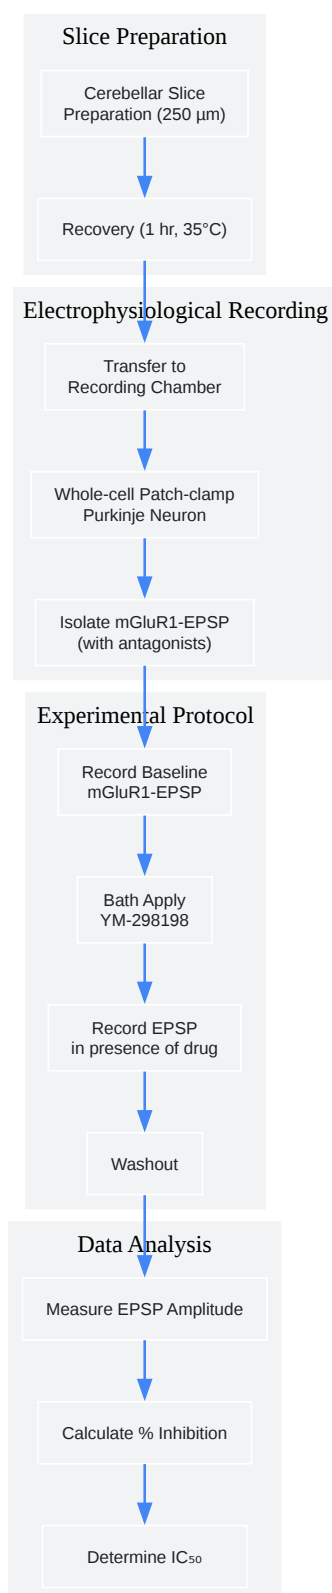 Slice Preparation
Cerebellar Slice
Preparation (250 µm)
Recovery (1 hr, 35°C)
Electrophysiological Recording
Transfer to
Recording Chamber
Whole-cell Patch-clamp
Purkinje Neuron
Isolate mGluR1-EPSP
(with antagonists)
Experimental Protocol
Record Baseline
mGluR1-EPSP
Bath Apply
YM-298198
Record EPSP
in presence of drug
Washout
Data Analysis
Measure EPSP Amplitude
Calculate % Inhibition
Determine IC₅₀